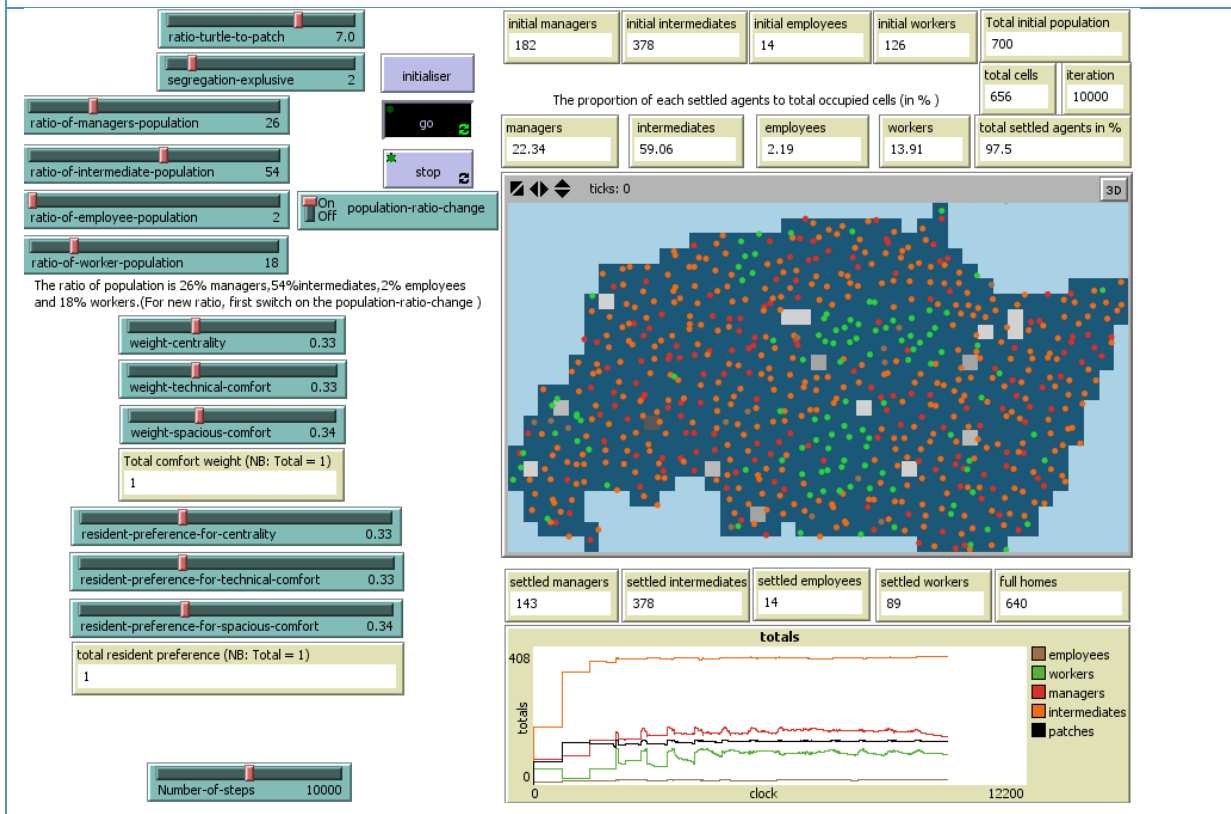 ratio-turtle-to-patch 7.0
segregation-explusive 2
initialiser
ratio-of-managers-population 26
go
ratio-of-intermediate-population 54
stop
ratio-of-employee-population 2
On
Off
population-ratio-change
ratio-of-worker-population 18
The ratio of population is 26% managers,54%intermediates,2% employees
and 18% workers.(For new ratio, first switch on the population-ratio-change )
weight-centrality 0.33
weight-technical-comfort 0.33
weight-spacious-comfort 0.34
Total comfort weight (NB: Total = 1)
1
resident-preference-for-centrality 0.33
resident-preference-for-technical-comfort 0.33
resident-preference-for-spacious-comfort 0.34
total resident preference (NB: Total = 1)
1
Number-of-steps 10000
initial managers
182
initial intermediates
378
initial employees
14
initial workers
126
Total initial population
700
total cells
656
iteration
10000
The proportion of each settled agents to total occupied cells (in % )
managers
22.34
intermediates
59.06
employees
2.19
workers
13.91
total settled agents in %
97.5
ticks: 0
3D
settled managers
143
settled intermediates
378
settled employees
14
settled workers
89
full homes
640
totals
408
totals
0
0
clock
12200
employees
workers
managers
intermediates
patches